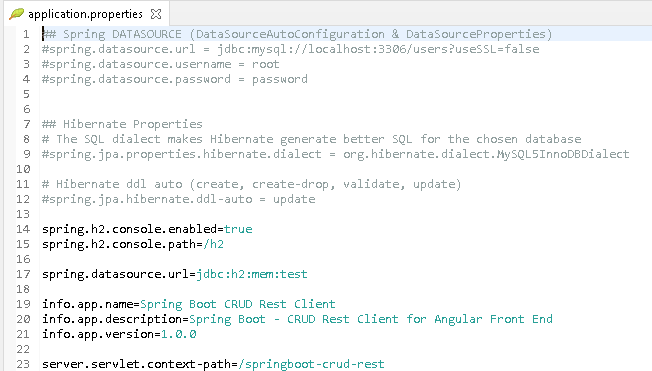 application.properties
1 ## Spring DATASOURCE (DataSourceAutoConfiguration & DataSourceProperties)
2 #spring.datasource.url = jdbc:mysql://localhost:3306/users?useSSL=false
3 #spring.datasource.username = root
4 #spring.datasource.password = password
5
6
7 ## Hibernate Properties
8 # The SQL dialect makes Hibernate generate better SQL for the chosen database
9 #spring.jpa.properties.hibernate.dialect = org.hibernate.dialect.MySQL5InnoDBDialect
10
11 # Hibernate ddl auto (create, create-drop, validate, update)
12 #spring.jpa.hibernate.ddl-auto = update
13
14 spring.h2.console.enabled=true
15 spring.h2.console.path=/h2
16
17 spring.datasource.url=jdbc:h2:mem:test
18
19 info.app.name=Spring Boot CRUD Rest Client
20 info.app.description=Spring Boot - CRUD Rest Client for Angular Front End
21 info.app.version=1.0.0
22
23 server.servlet.context-path=/springboot-crud-rest